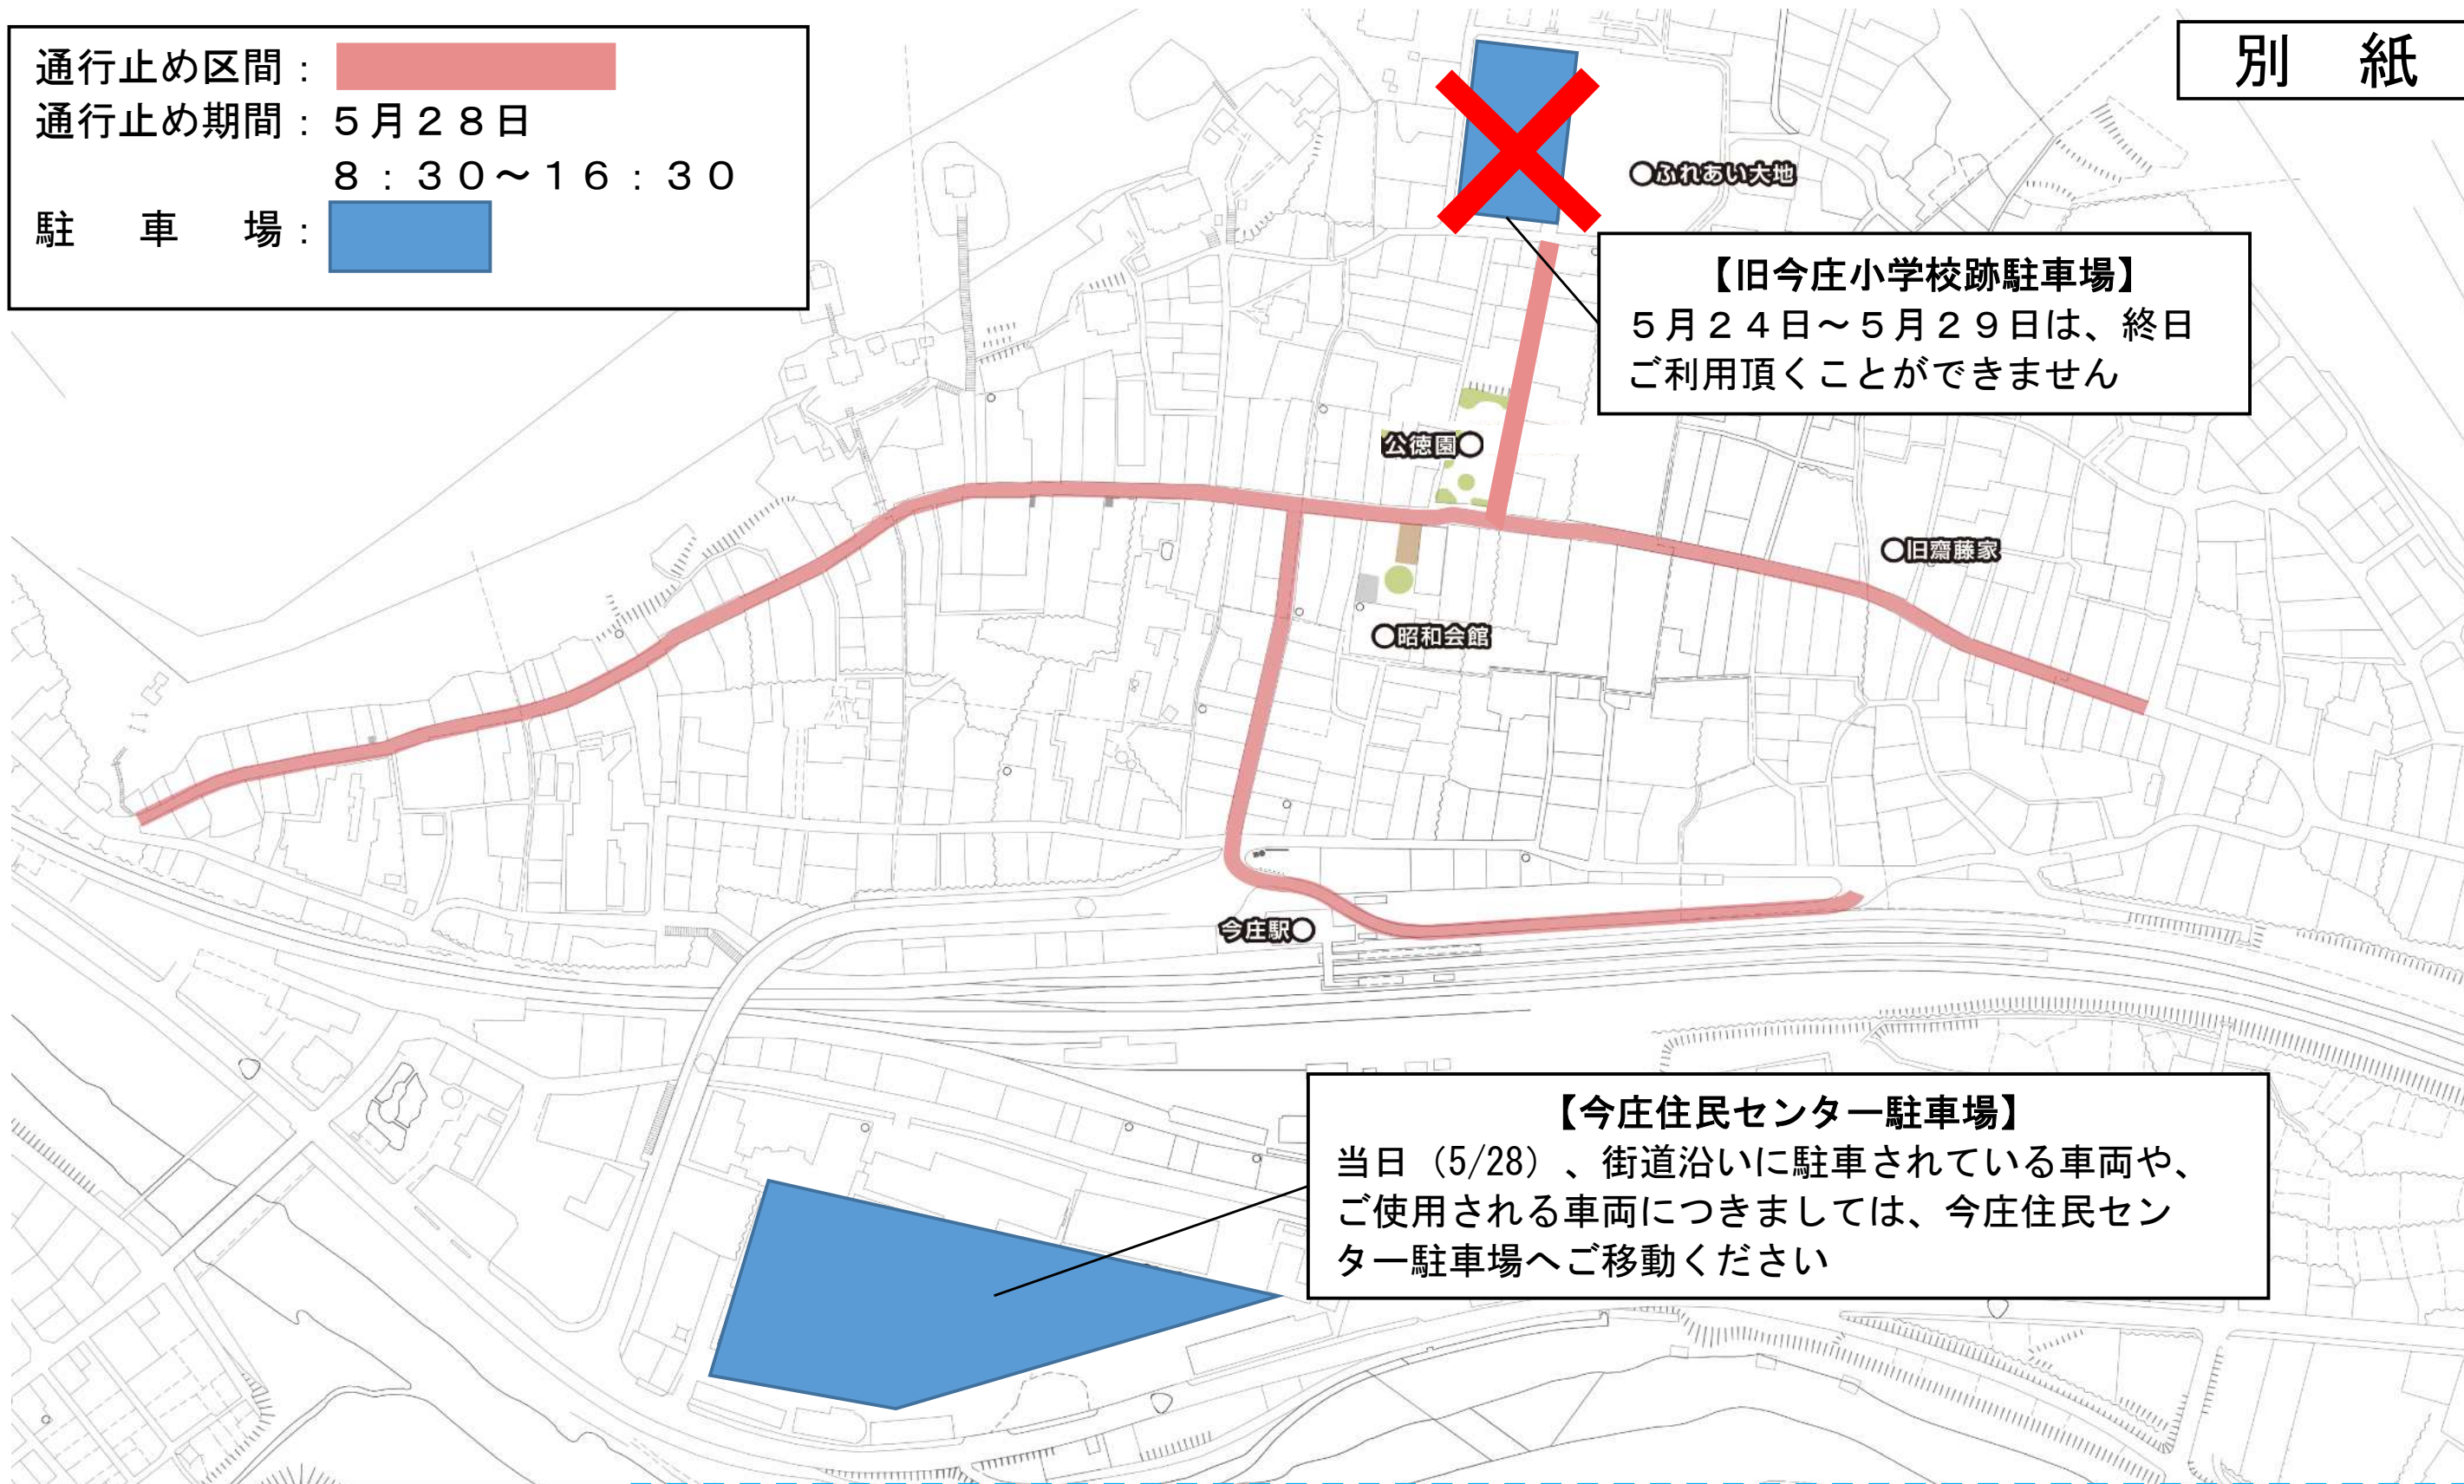 通行止め区間：
通行止め期間：５月２８日
８：３０～１６：３０
駐　車　場：
別　紙
○ふれあい大地
【旧今庄小学校跡駐車場】
５月２４日～５月２９日は、終日
ご利用頂くことができません
公徳園○
○旧齋藤家
○昭和会館
今庄駅○
【今庄住民センター駐車場】
当日（5/28）、街道沿いに駐車されている車両や、
ご使用される車両につきましては、今庄住民セン
ター駐車場へご移動ください